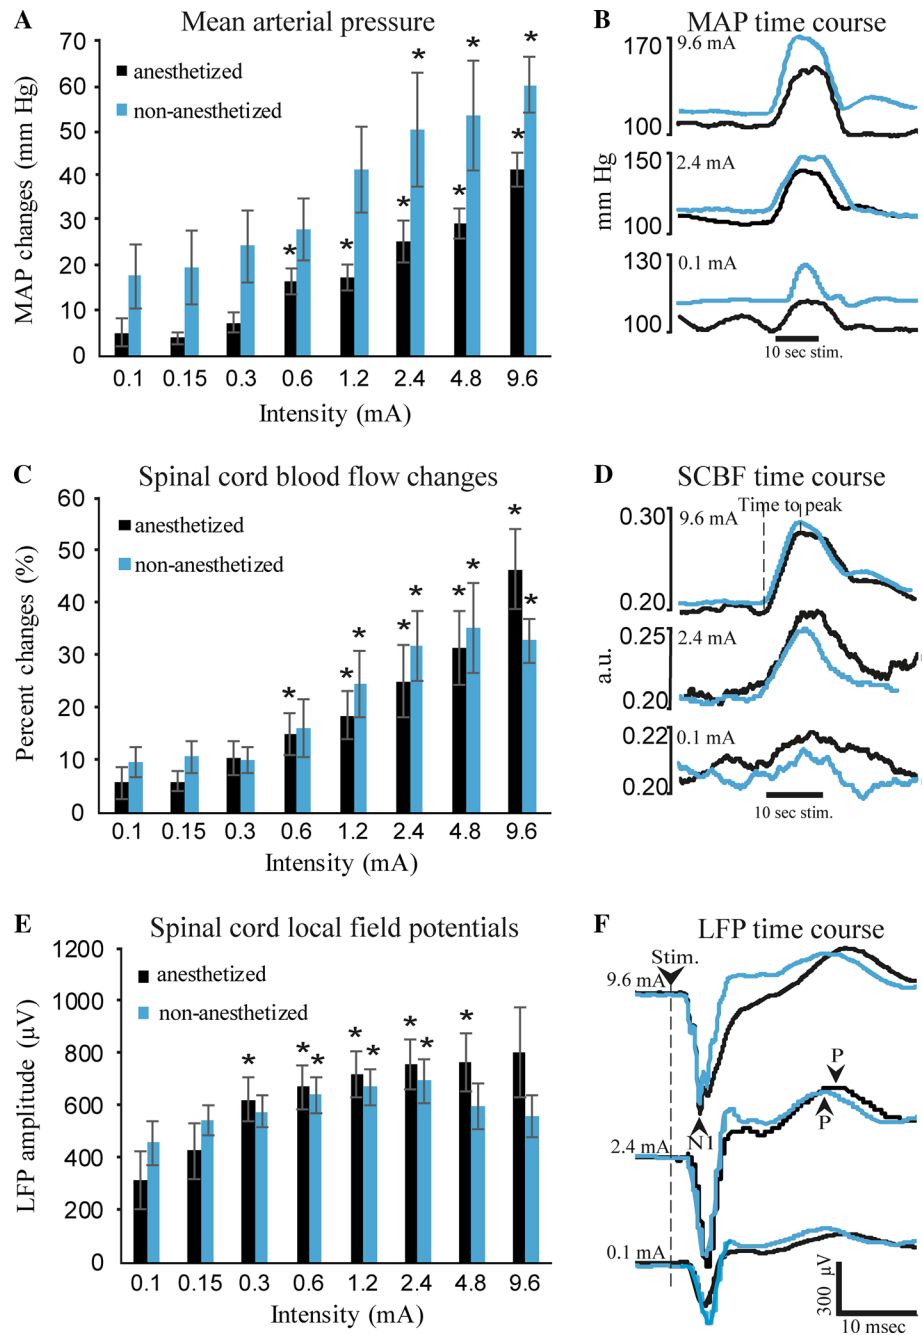 A Mean arterial pressure
MAP changes (mm Hg)
70
60
50
40
30
20
10
0
anesthetized
non-anesthetized
* * * * * * *
0.1 0.15 0.3 0.6 1.2 2.4 4.8 9.6
Intensity (mA)
B MAP time course
mm Hg
170
9.6 mA
100
150
2.4 mA
100
130
0.1 mA
100
10 sec stim.
C Spinal cord blood flow changes
Percent changes (%)
60
50
40
30
20
10
0
anesthetized
non-anesthetized
* * * * * * * * *
0.1 0.15 0.3 0.6 1.2 2.4 4.8 9.6
Intensity (mA)
D SCBF time course
a.u.
Time to peak
0.30
9.6 mA
0.20
0.25
2.4 mA
0.20
0.22
0.1 mA
0.20
10 sec stim.
E Spinal cord local field potentials
LFP amplitude (µV)
1200
1000
800
600
400
200
0
anesthetized
non-anesthetized
* * * * * * * *
0.1 0.15 0.3 0.6 1.2 2.4 4.8 9.6
Intensity (mA)
F LFP time course
Stim.
9.6 mA
P
P
N1
2.4 mA
0.1 mA
300 µV
10 msec